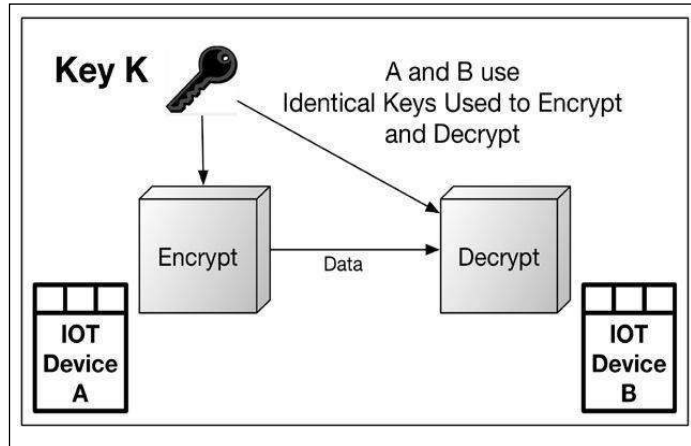 Key K
A and B use
Identical Keys Used to Encrypt
and Decrypt
Encrypt
Data
Decrypt
IOT
Device
A
IOT
Device
B